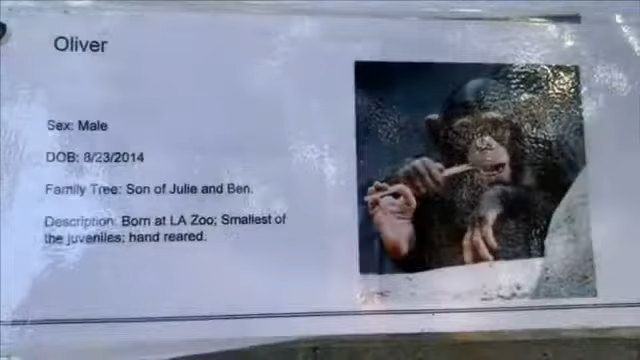 Oliver
Sex: Male
DOB: 8/23/2014
Family Tree: Son of Julie and Ben.
Description: Born at LA Zoo; Smallest of
the juveniles; hand reared.